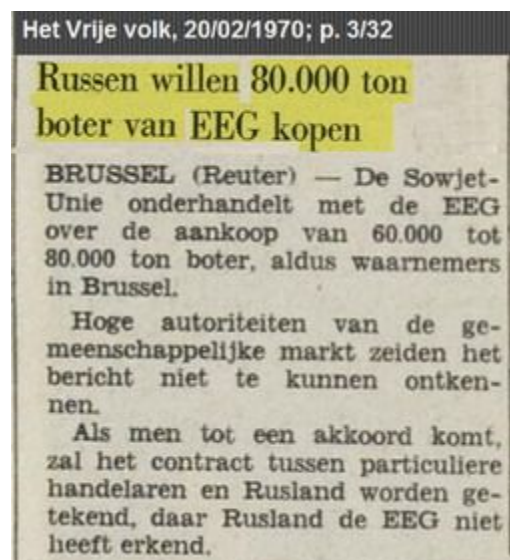 Het Vrije volk, 20/02/1970; p. 3/32
Russen willen 80.000 ton
boter van EEG kopen
BRUSSEL (Reuter) — De Sowjet-
Unie onderhandelt met de EEG
over de aankoop van 60.000 tot
80.000 ton boter, aldus waarnemers
in Brussel.
Hoge autoriteiten van de ge-
meenschappelijke markt zeiden het
bericht niet te kunnen ontken-
nen.
Als men tot een akkoord komt,
zal het contract tussen particuliere
handelaren en Rusland worden ge-
tekend, daar Rusland de EEG niet
heeft erkend.